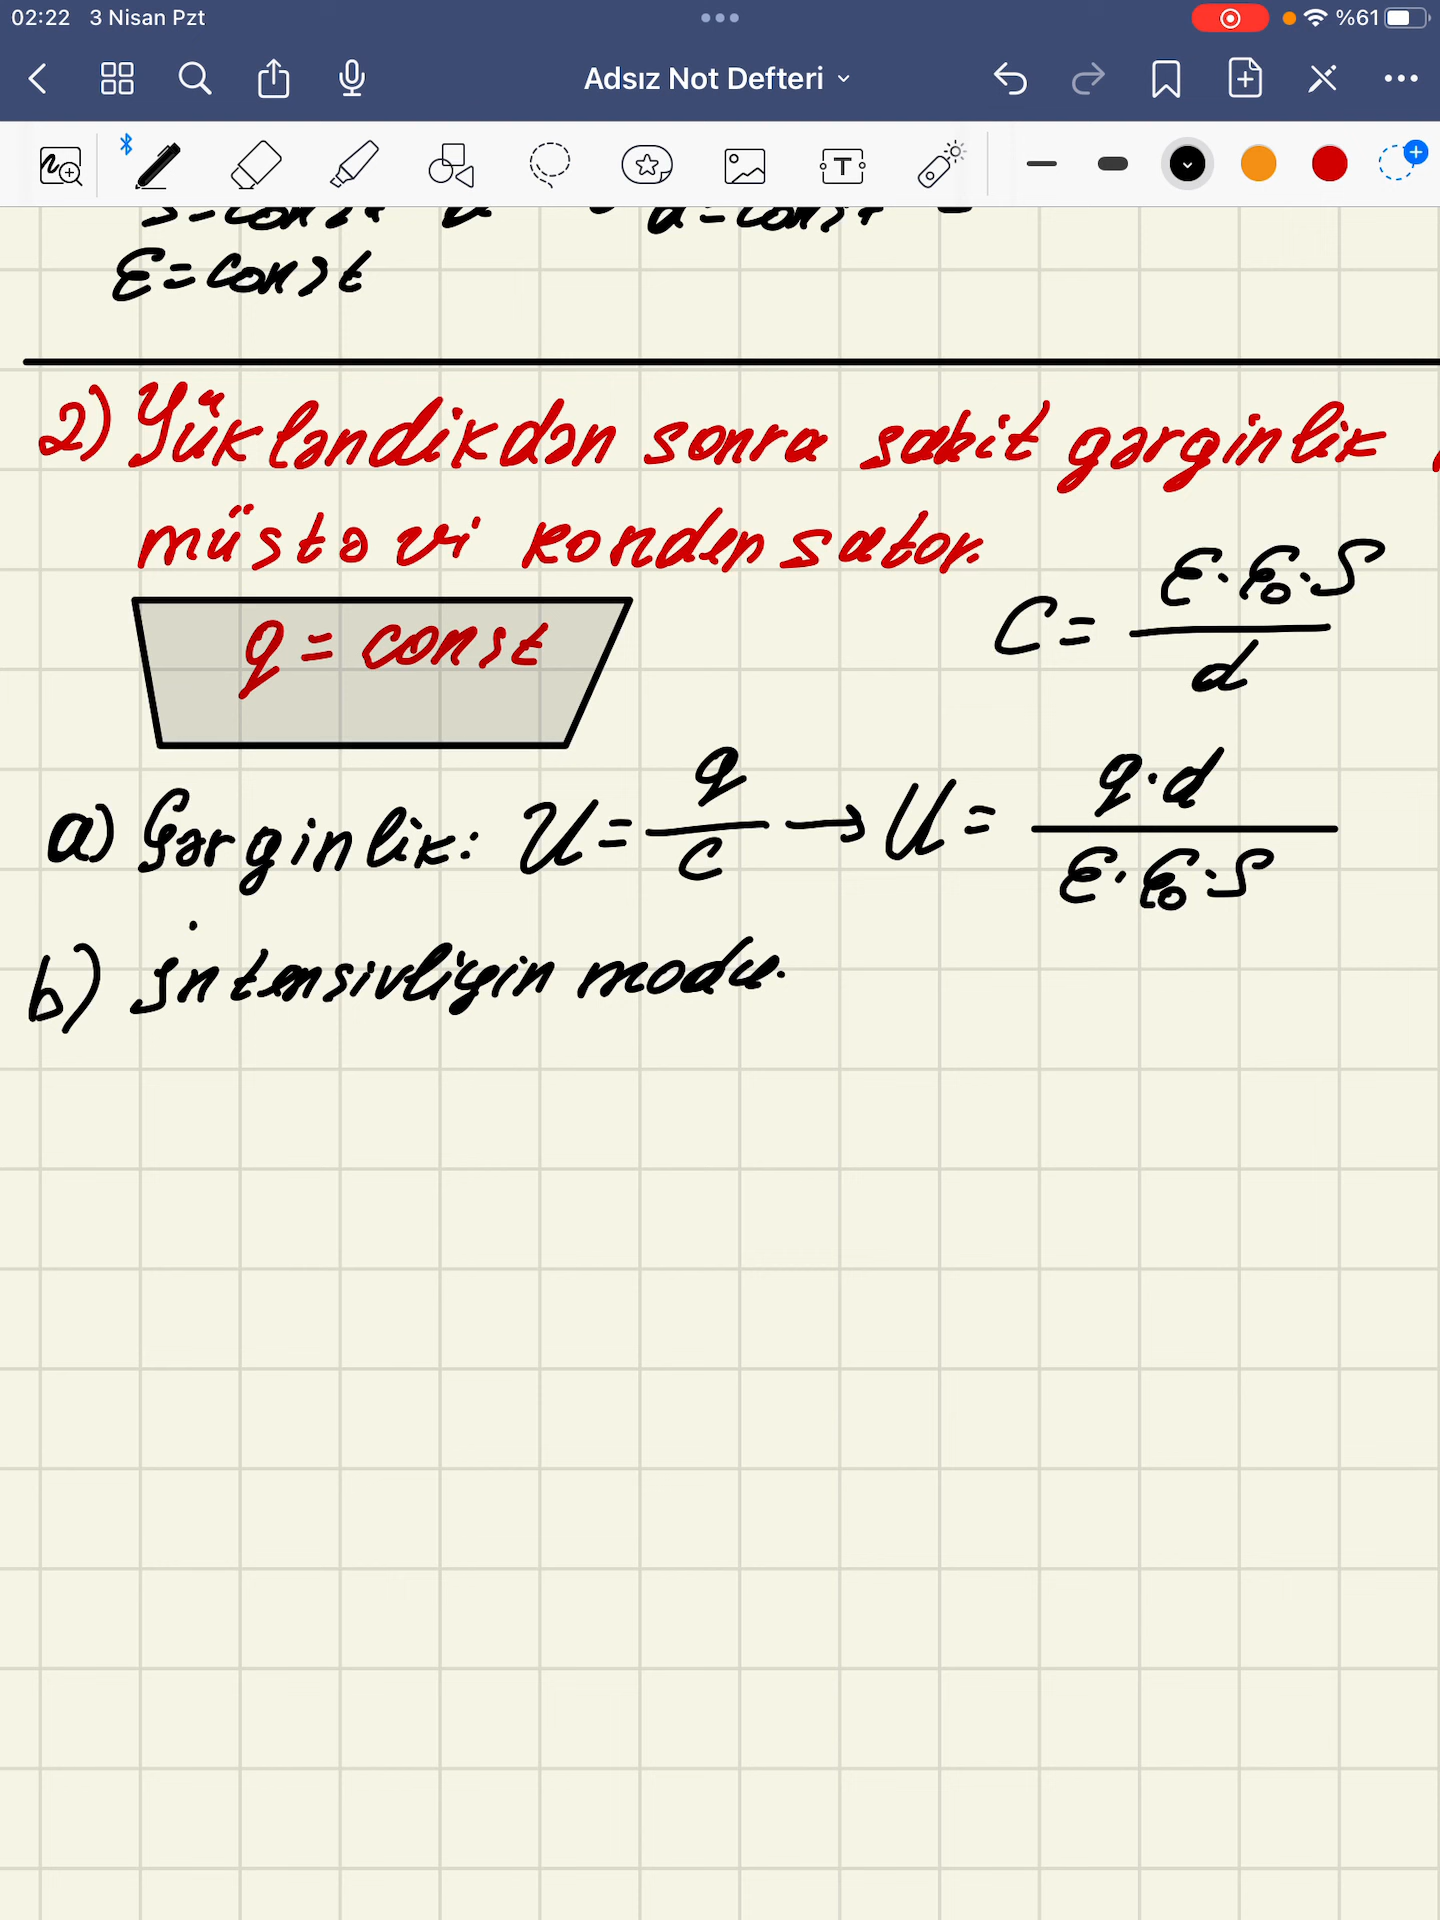 02:22 3 Nisan Pzt %61
Adsız Not Defteri
T
ε=const
2) Yükləndikdən sonra sabit gərginlik
müstəvi kondensator.
q = const
C= ε·ε₀·S / d
a) Gərginlik: U= q / C → U= q·d / ε·ε₀·S
b) İntensivliyin modu.